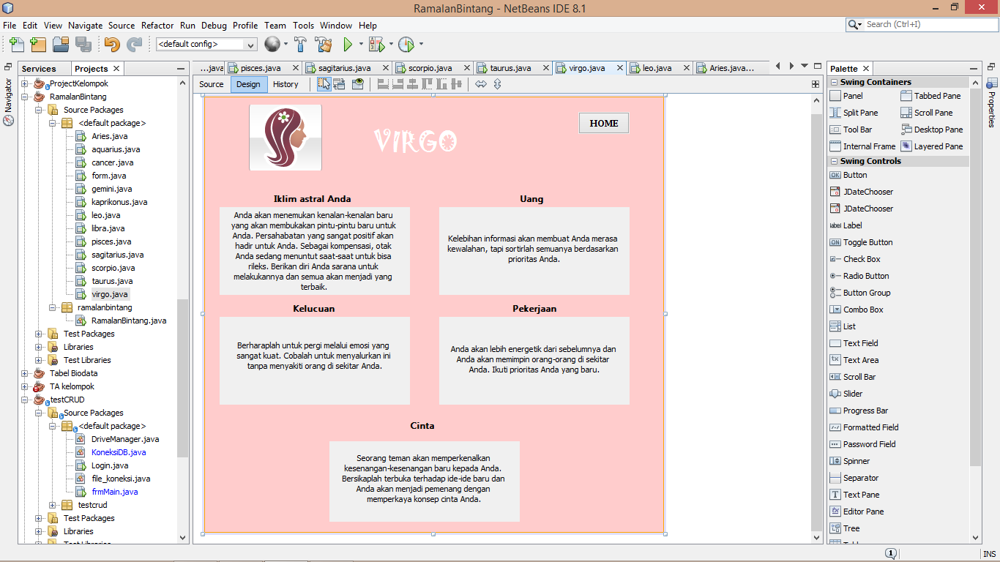 RamalanBintang - NetBeans IDE 8.1
File Edit View Navigate Source Refactor Run Debug Profile Team Tools Window Help
Search (Ctrl+I)
<default config>
Navigator
Services
Projects
ProjectKelompok
RamalanBintang
Source Packages
<default package>
Aries.java
aquarius.java
cancer.java
form.java
gemini.java
kaprikonus.java
leo.java
libra.java
pisces.java
sagitarius.java
scorpio.java
taurus.java
virgo.java
ramalanbintang
RamalanBintang.java
Test Packages
Libraries
Test Libraries
Tabel Biodata
TA kelompok
testCRUD
Source Packages
<default package>
DriveManager.java
KoneksiDB.java
Login.java
file_koneksi.java
frmMain.java
testcrud
Test Packages
Libraries
Test Libraries
...java pisces.java sagitarius.java scorpio.java taurus.java virgo.java leo.java Aries.java...
Source Design History
VIRGO
HOME
Iklim astral Anda
Anda akan menemukan kenalan-kenalan baru
yang akan membukakan pintu-pintu baru untuk
Anda. Persahabatan yang sangat positif akan
hadir untuk Anda. Sebagai kompensasi, otak
Anda sedang menuntut saat-saat untuk bisa
rileks. Berikan diri Anda sarana untuk
melakukannya dan semua akan menjadi yang
terbaik.
Uang
Kelebihan informasi akan membuat Anda merasa
kewalahan, tapi sortirlah semuanya berdasarkan
prioritas Anda.
Kelucuan
Berharaplah untuk pergi melalui emosi yang
sangat kuat. Cobalah untuk menyalurkan ini
tanpa menyakiti orang di sekitar Anda.
Pekerjaan
Anda akan lebih energetik dari sebelumnya dan
Anda akan memimpin orang-orang di sekitar
Anda. Ikuti prioritas Anda yang baru.
Cinta
Seorang teman akan memperkenalkan
kesenangan-kesenangan baru kepada Anda.
Bersikaplah terbuka terhadap ide-ide baru dan
Anda akan menjadi pemenang dengan
memperkaya konsep cinta Anda.
Palette
Swing Containers
Panel Tabbed Pane
Split Pane Scroll Pane
Tool Bar Desktop Pane
Internal Frame Layered Pane
Swing Controls
OK Button
JDateChooser
JDateChooser
label Label
ON Toggle Button
Check Box
Radio Button
Button Group
Combo Box
List
Text Field
Text Area
Scroll Bar
Slider
Progress Bar
Formatted Field
Password Field
Spinner
Separator
Text Pane
Editor Pane
Tree
Properties
1
INS